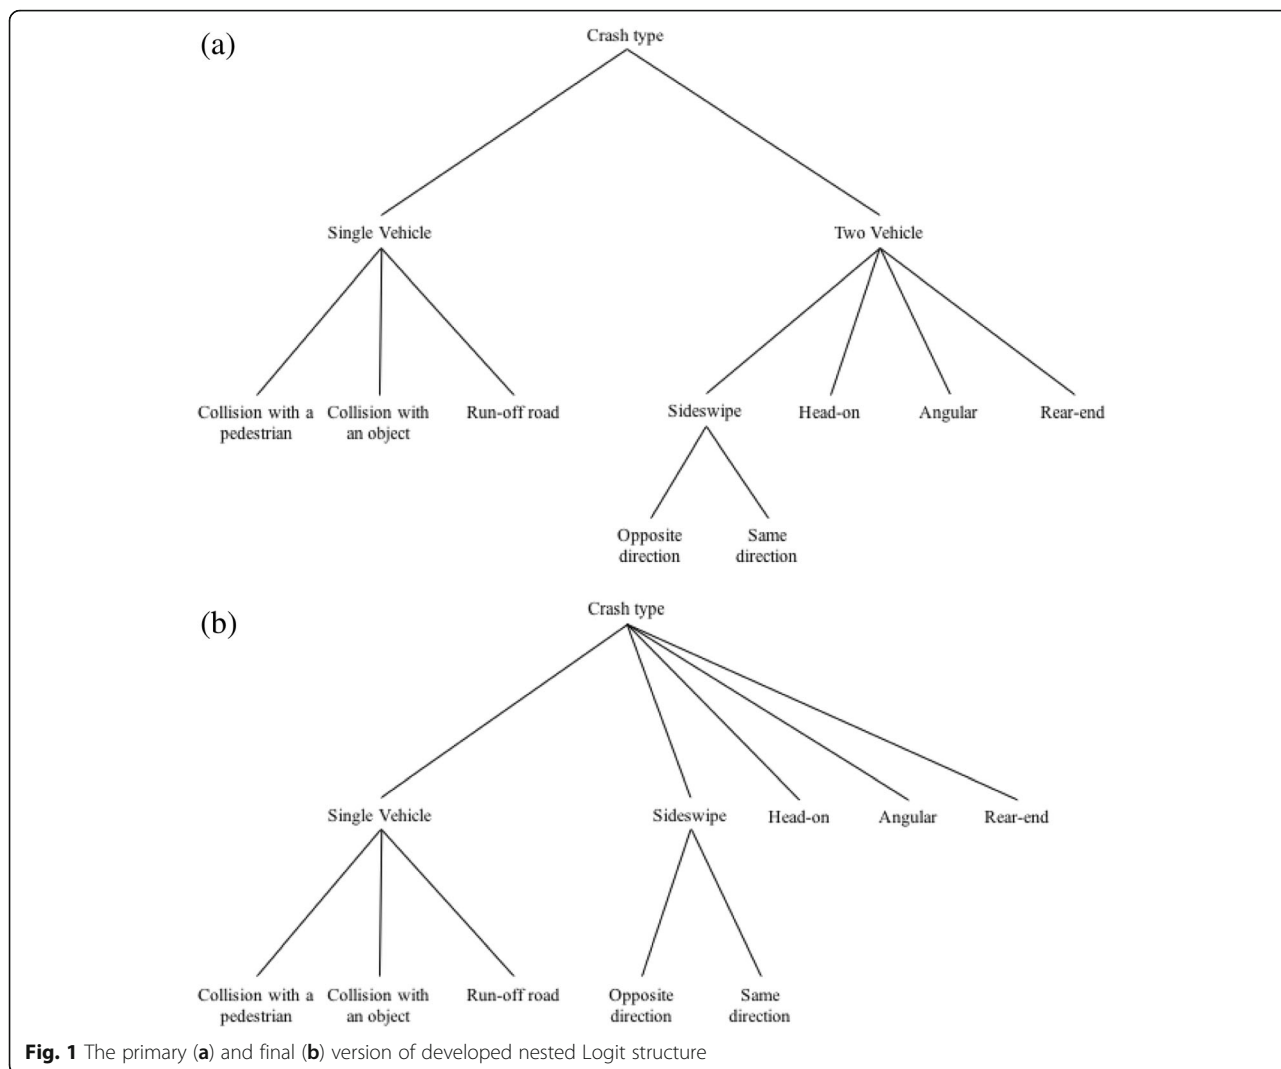 (a)
Crash type
Single Vehicle
Two Vehicle
Collision with a
pedestrian
Collision with
an object
Run-off road
Sideswipe
Head-on
Angular
Rear-end
Opposite
direction
Same
direction
(b)
Crash type
Single Vehicle
Sideswipe
Head-on
Angular
Rear-end
Collision with a
pedestrian
Collision with
an object
Run-off road
Opposite
direction
Same
direction
Fig. 1 The primary (a) and final (b) version of developed nested Logit structure